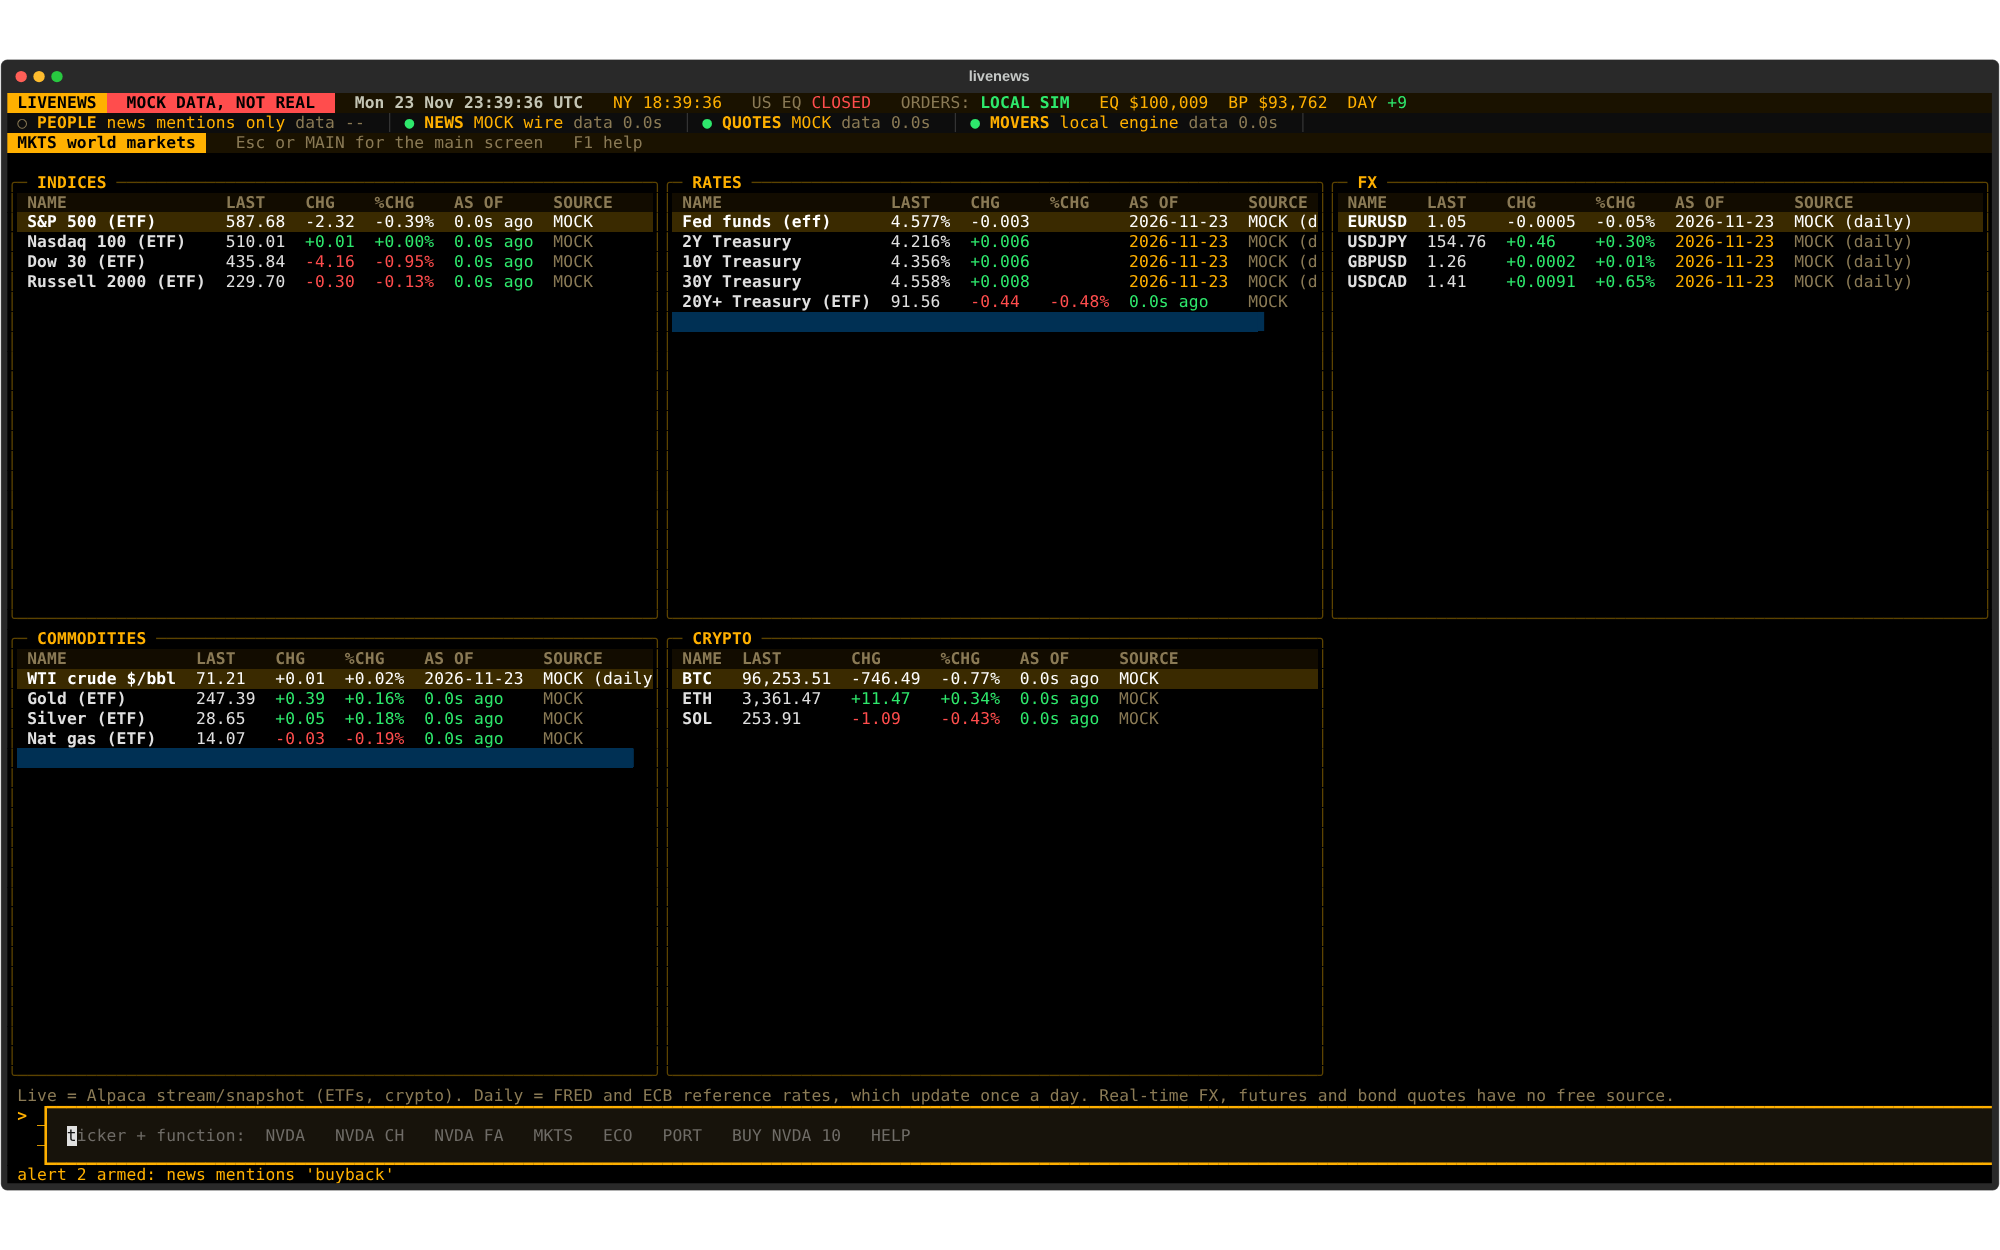 livenews
LIVENEWS MOCK DATA, NOT REAL Mon 23 Nov 23:39:36 UTC NY 18:39:36 US EQ CLOSED ORDERS: LOCAL SIM EQ $100,009 BP $93,762 DAY +9
○ PEOPLE news mentions only data -- │ ● NEWS MOCK wire data 0.0s │ ● QUOTES MOCK data 0.0s │ ● MOVERS local engine data 0.0s │
MKTS world markets Esc or MAIN for the main screen F1 help
INDICES
NAME LAST CHG %CHG AS OF SOURCE
S&P 500 (ETF) 587.68 -2.32 -0.39% 0.0s ago MOCK
Nasdaq 100 (ETF) 510.01 +0.01 +0.00% 0.0s ago MOCK
Dow 30 (ETF) 435.84 -4.16 -0.95% 0.0s ago MOCK
Russell 2000 (ETF) 229.70 -0.30 -0.13% 0.0s ago MOCK
RATES
NAME LAST CHG %CHG AS OF SOURCE
Fed funds (eff) 4.577% -0.003 2026-11-23 MOCK (d
2Y Treasury 4.216% +0.006 2026-11-23 MOCK (d
10Y Treasury 4.356% +0.006 2026-11-23 MOCK (d
30Y Treasury 4.558% +0.008 2026-11-23 MOCK (d
20Y+ Treasury (ETF) 91.56 -0.44 -0.48% 0.0s ago MOCK
FX
NAME LAST CHG %CHG AS OF SOURCE
EURUSD 1.05 -0.0005 -0.05% 2026-11-23 MOCK (daily)
USDJPY 154.76 +0.46 +0.30% 2026-11-23 MOCK (daily)
GBPUSD 1.26 +0.0002 +0.01% 2026-11-23 MOCK (daily)
USDCAD 1.41 +0.0091 +0.65% 2026-11-23 MOCK (daily)
COMMODITIES
NAME LAST CHG %CHG AS OF SOURCE
WTI crude $/bbl 71.21 +0.01 +0.02% 2026-11-23 MOCK (daily
Gold (ETF) 247.39 +0.39 +0.16% 0.0s ago MOCK
Silver (ETF) 28.65 +0.05 +0.18% 0.0s ago MOCK
Nat gas (ETF) 14.07 -0.03 -0.19% 0.0s ago MOCK
CRYPTO
NAME LAST CHG %CHG AS OF SOURCE
BTC 96,253.51 -746.49 -0.77% 0.0s ago MOCK
ETH 3,361.47 +11.47 +0.34% 0.0s ago MOCK
SOL 253.91 -1.09 -0.43% 0.0s ago MOCK
Live = Alpaca stream/snapshot (ETFs, crypto). Daily = FRED and ECB reference rates, which update once a day. Real-time FX, futures and bond quotes have no free source.
>
ticker + function: NVDA NVDA CH NVDA FA MKTS ECO PORT BUY NVDA 10 HELP
alert 2 armed: news mentions 'buyback'